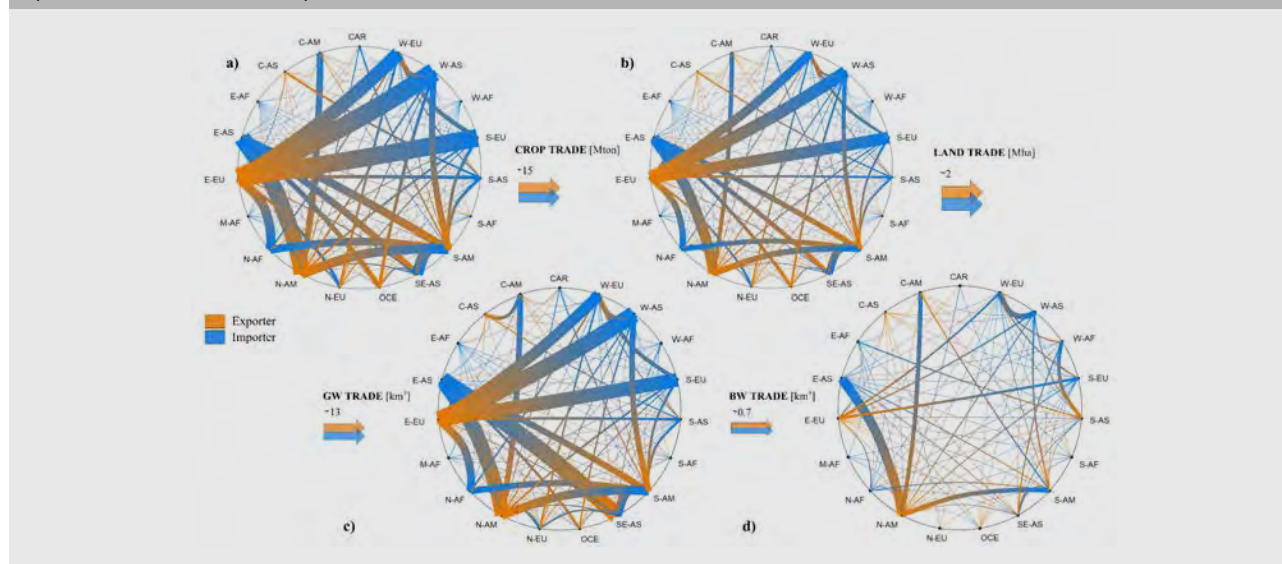 a)
CAR
W-EU
W-AS
W-AF
S-EU
S-AS
S-AF
S-AM
SE-AS
OCE
N-EU
N-AM
N-AF
M-AF
E-EU
E-AS
E-AF
C-AS
C-AM
CROP TRADE [Mton]
~15
b)
CAR
W-EU
W-AS
W-AF
S-EU
S-AS
S-AF
S-AM
SE-AS
OCE
N-EU
N-AM
N-AF
M-AF
E-EU
E-AS
E-AF
C-AS
C-AM
LAND TRADE [Mha]
~2
Exporter
Importer
GW TRADE [km³]
~13
c)
CAR
W-EU
W-AS
W-AF
S-EU
S-AS
S-AF
S-AM
SE-AS
OCE
N-EU
N-AM
N-AF
M-AF
E-EU
E-AS
E-AF
C-AS
C-AM
BW TRADE [km³]
~0.7
d)
CAR
W-EU
W-AS
W-AF
S-EU
S-AS
S-AF
S-AM
SE-AS
OCE
N-EU
N-AM
N-AF
M-AF
E-EU
E-AS
E-AF
C-AS
C-AM